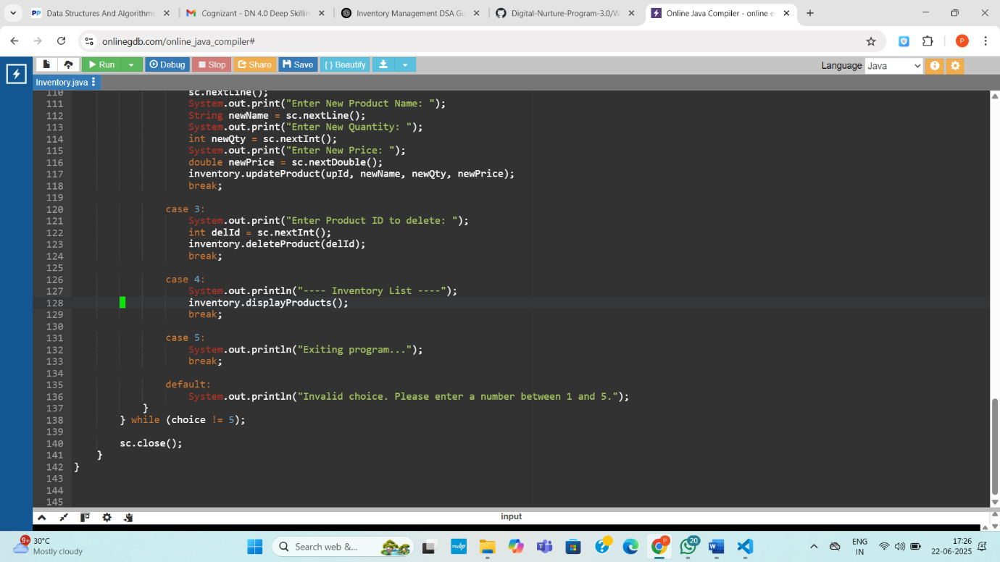 Data Structures And Algorithms
Cognizant - DN 4.0 Deep Skillin
Inventory Management DSA Gu
Digital-Nurture-Program-3.0/W
Online Java Compiler - online e
onlinegdb.com/online_java_compiler#
P
Run
Debug
Stop
Share
Save
{ } Beautify
Language
Java
Inventory.java
110 sc.nextLine();
111 System.out.print("Enter New Product Name: ");
112 String newName = sc.nextLine();
113 System.out.print("Enter New Quantity: ");
114 int newQty = sc.nextInt();
115 System.out.print("Enter New Price: ");
116 double newPrice = sc.nextDouble();
117 inventory.updateProduct(upId, newName, newQty, newPrice);
118 break;
119
120 case 3:
121 System.out.print("Enter Product ID to delete: ");
122 int delId = sc.nextInt();
123 inventory.deleteProduct(delId);
124 break;
125
126 case 4:
127 System.out.println("---- Inventory List ----");
128 inventory.displayProducts();
129 break;
130
131 case 5:
132 System.out.println("Exiting program...");
133 break;
134
135 default:
136 System.out.println("Invalid choice. Please enter a number between 1 and 5.");
137 }
138 } while (choice != 5);
139
140 sc.close();
141 }
142 }
143
144
145
input
9+
30°C
Mostly cloudy
Search web &...
myhp
P
20
ENG
IN
17:26
22-06-2025